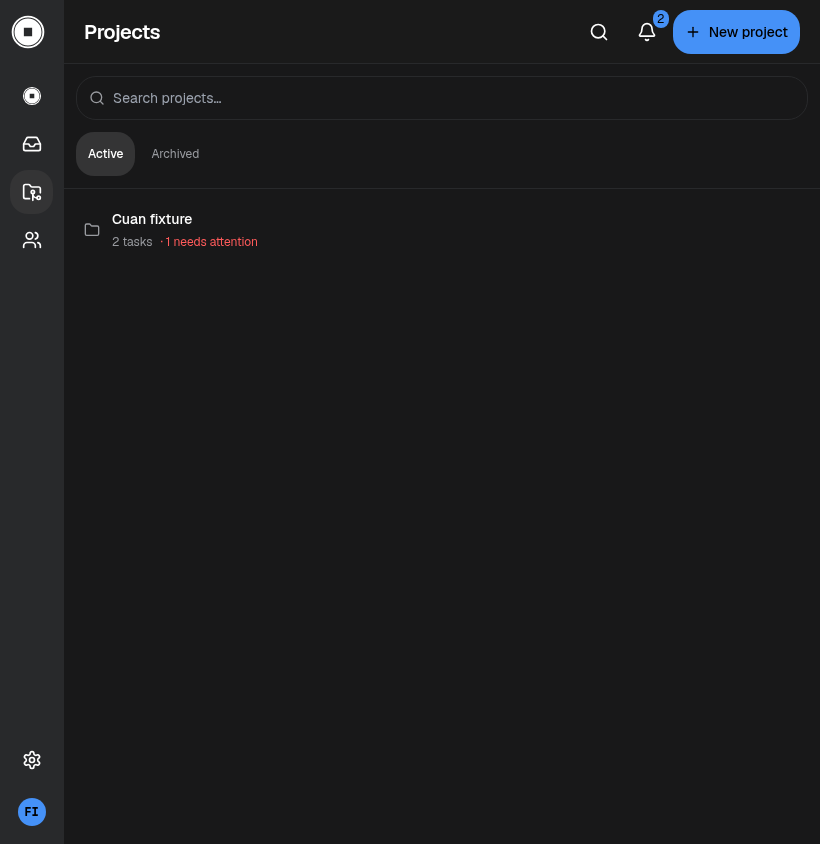 Projects
2
New project
Search projects...
Active
Archived
Cuan fixture
2 tasks · 1 needs attention
FI